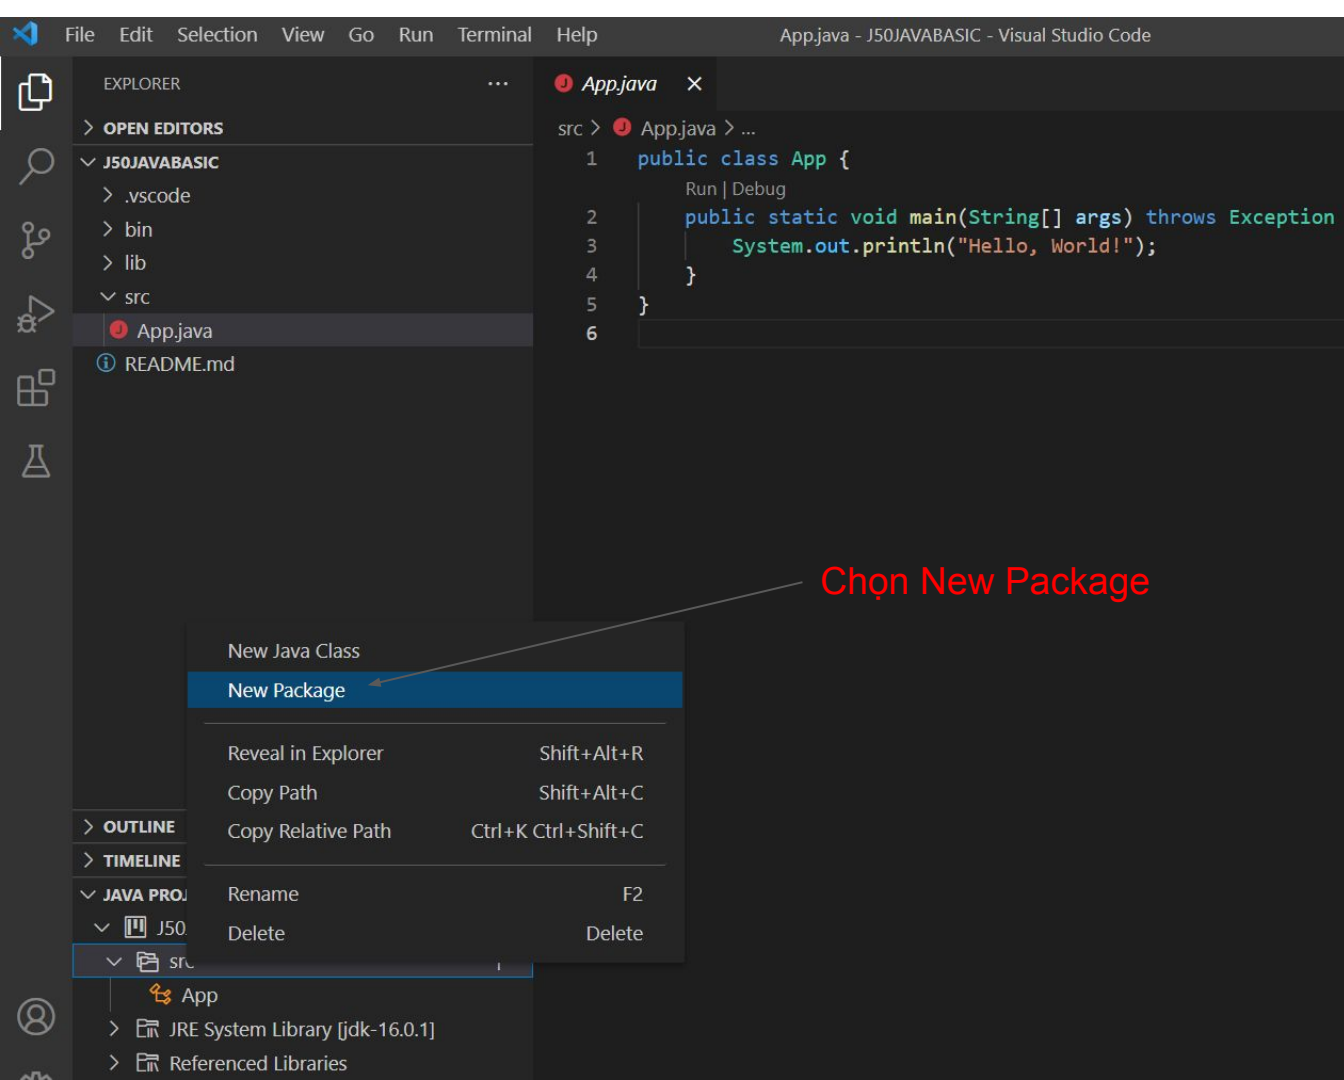 File Edit Selection View Go Run Terminal Help App.java - J50JAVABASIC - Visual Studio Code
EXPLORER ...
App.java ×
OPEN EDITORS
src > App.java > ...
J50JAVABASIC
.vscode
bin
lib
src
App.java
README.md
1 public class App {
Run | Debug
2 public static void main(String[] args) throws Exception
3 System.out.println("Hello, World!");
4 }
5 }
6
Chọn New Package
New Java Class
New Package
Reveal in Explorer Shift+Alt+R
Copy Path Shift+Alt+C
Copy Relative Path Ctrl+K Ctrl+Shift+C
Rename F2
Delete Delete
OUTLINE
TIMELINE
JAVA PROJ
J50
src
App
JRE System Library [jdk-16.0.1]
Referenced Libraries